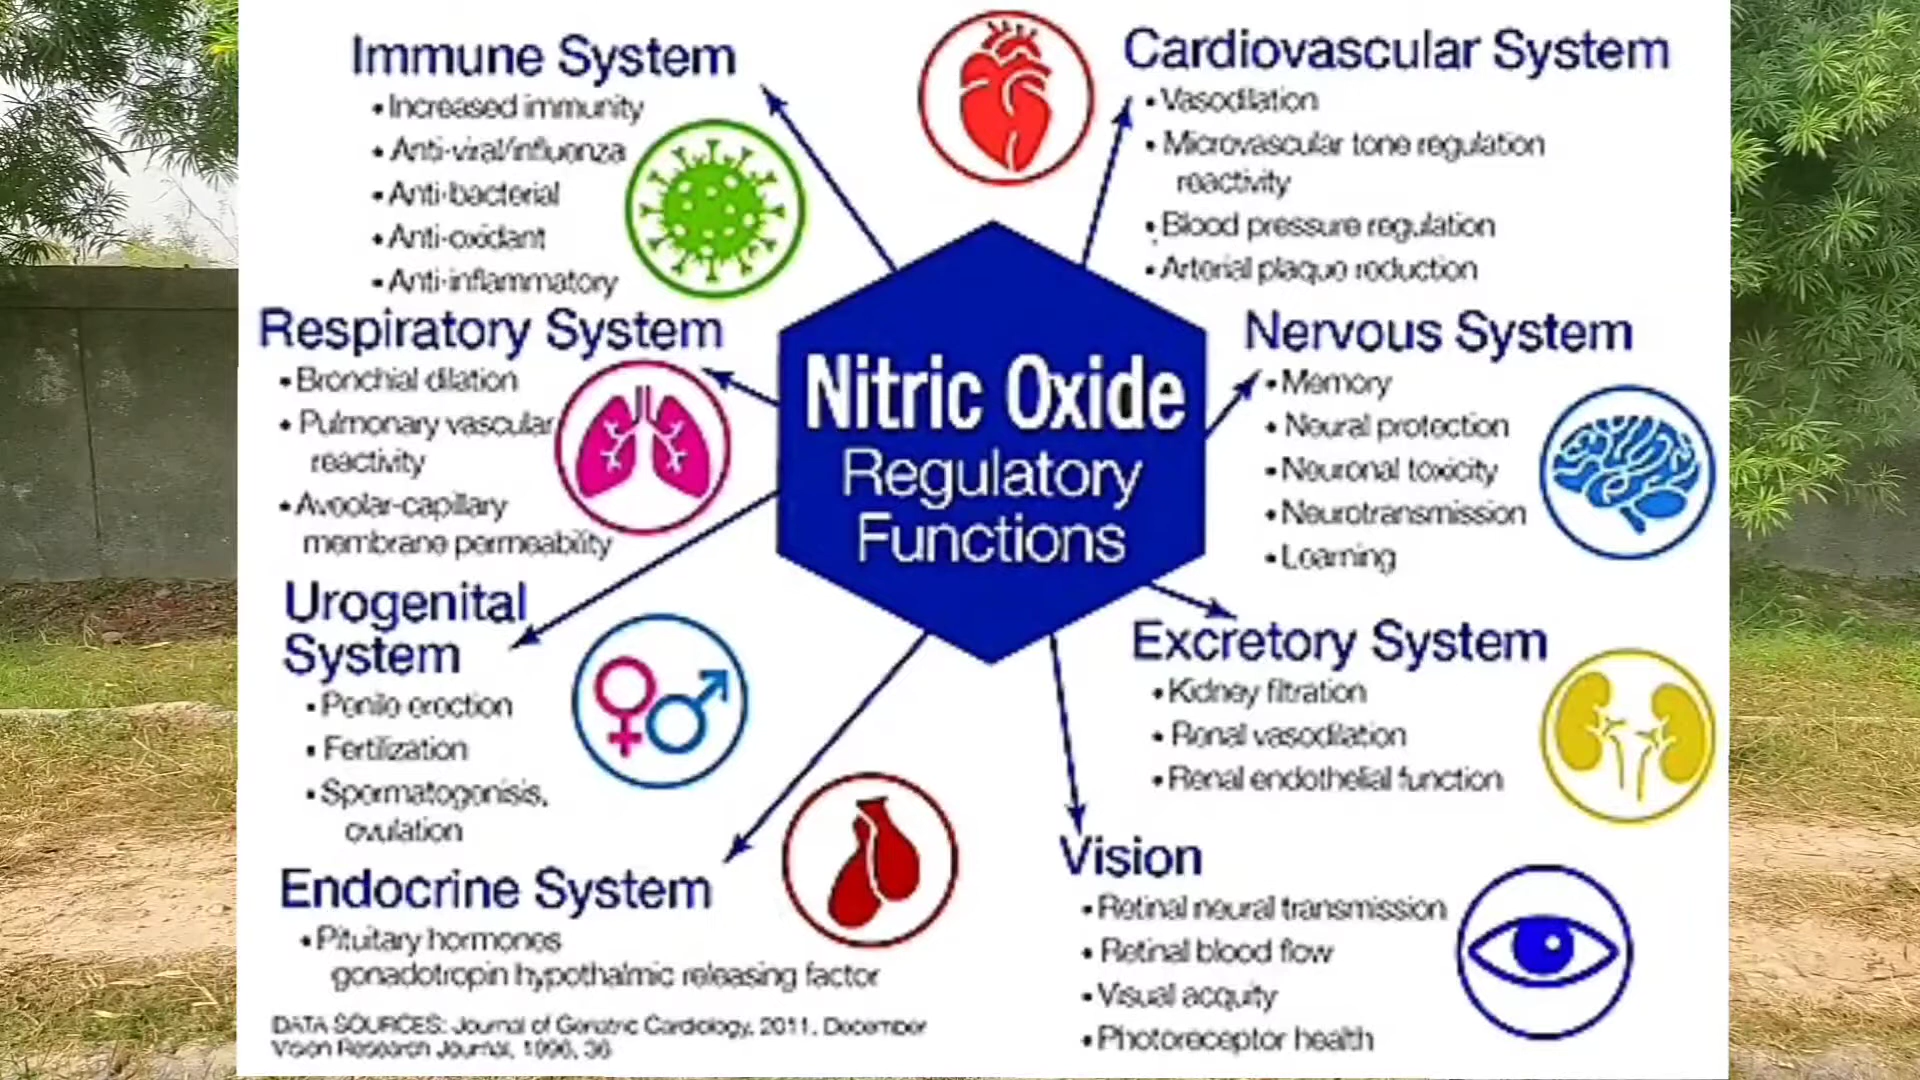 Immune System
• Increased immunity
• Anti-viral/influenza
• Anti-bacterial
• Anti-oxidant
• Anti-inflammatory
Cardiovascular System
• Vasodilation
• Microvascular tone regulation
reactivity
• Blood pressure regulation
• Arterial plaque reduction
Respiratory System
• Bronchial dilation
• Pulmonary vascular
reactivity
• Aveolar-capillary
membrane permeability
Nitric Oxide
Regulatory
Functions
Nervous System
• Memory
• Neural protection
• Neuronal toxicity
• Neurotransmission
• Learning
Urogenital
System
• Penile erection
• Fertilization
• Spermatogenisis,
ovulation
Excretory System
• Kidney filtration
• Renal vasodilation
• Renal endothelial function
Endocrine System
• Pituitary hormones
gonadotropin hypothalmic releasing factor
Vision
• Retinal neural transmission
• Retinal blood flow
• Visual acquity
• Photoreceptor health
DATA SOURCES: Journal of Geriatric Cardiology, 2011, December
Vision Research Journal, 1996, 36